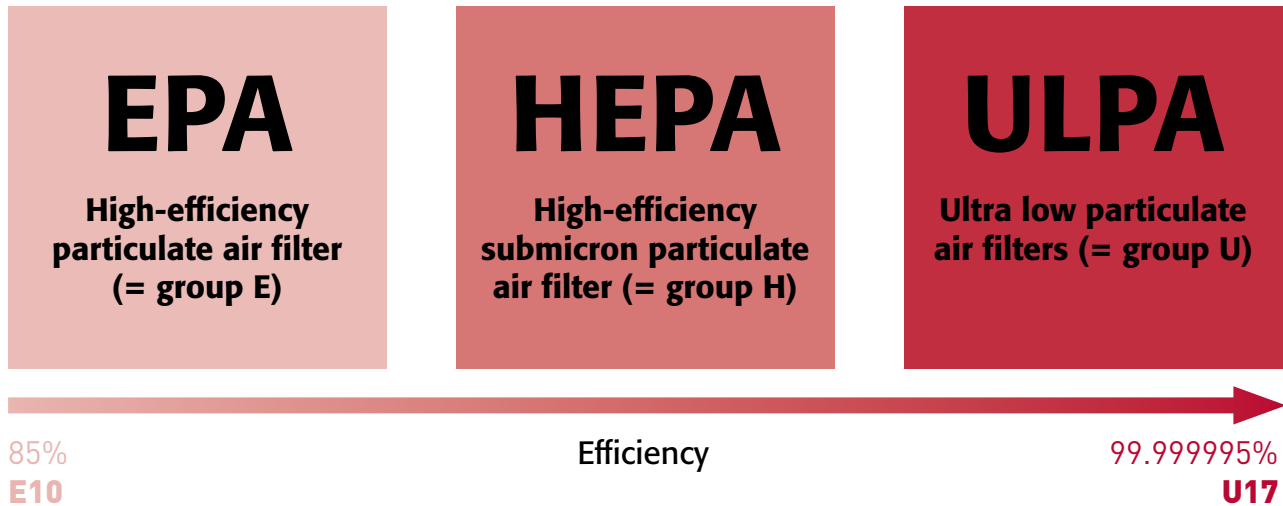 EPA
High-efficiency
particulate air filter
(= group E)
HEPA
High-efficiency
submicron particulate
air filter (= group H)
ULPA
Ultra low particulate
air filters (= group U)
85%
E10
Efficiency
99.999995%
U17